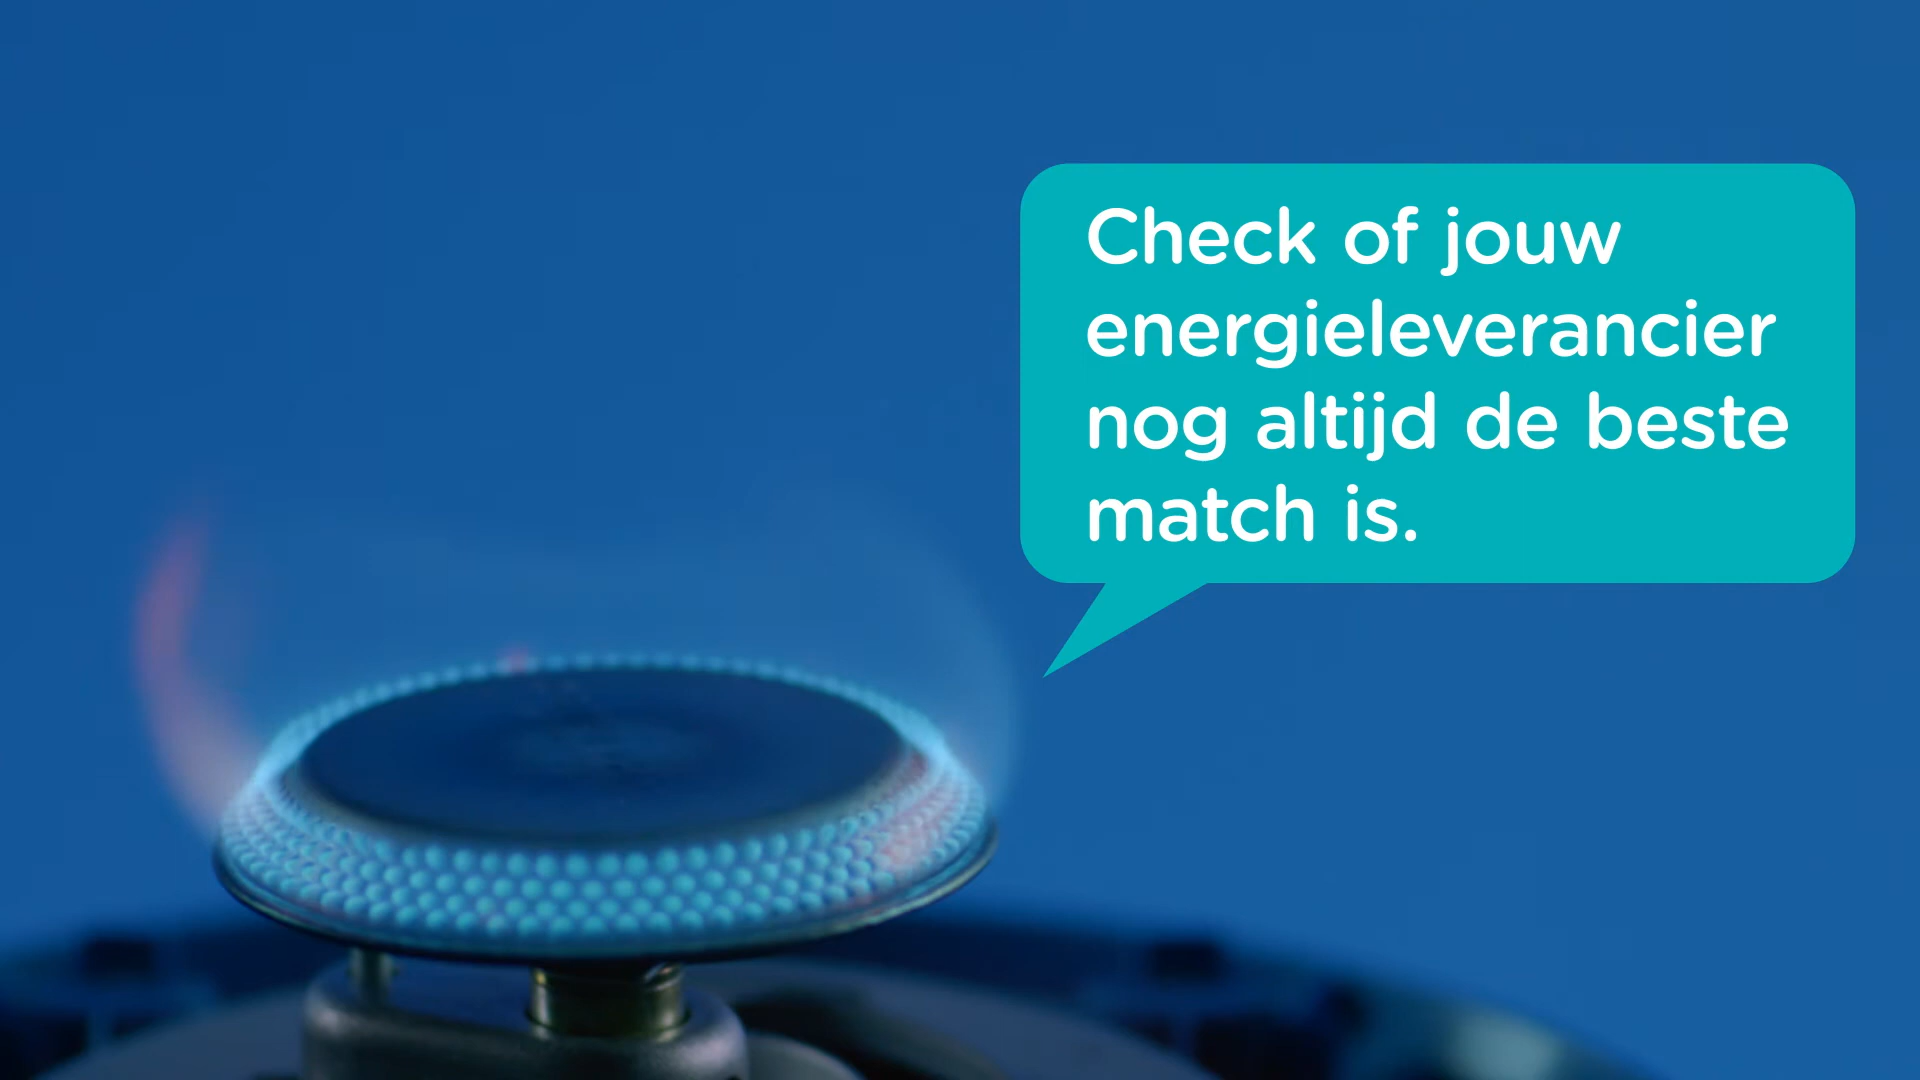 Check of jouw
energieleverancier
nog altijd de beste
match is.